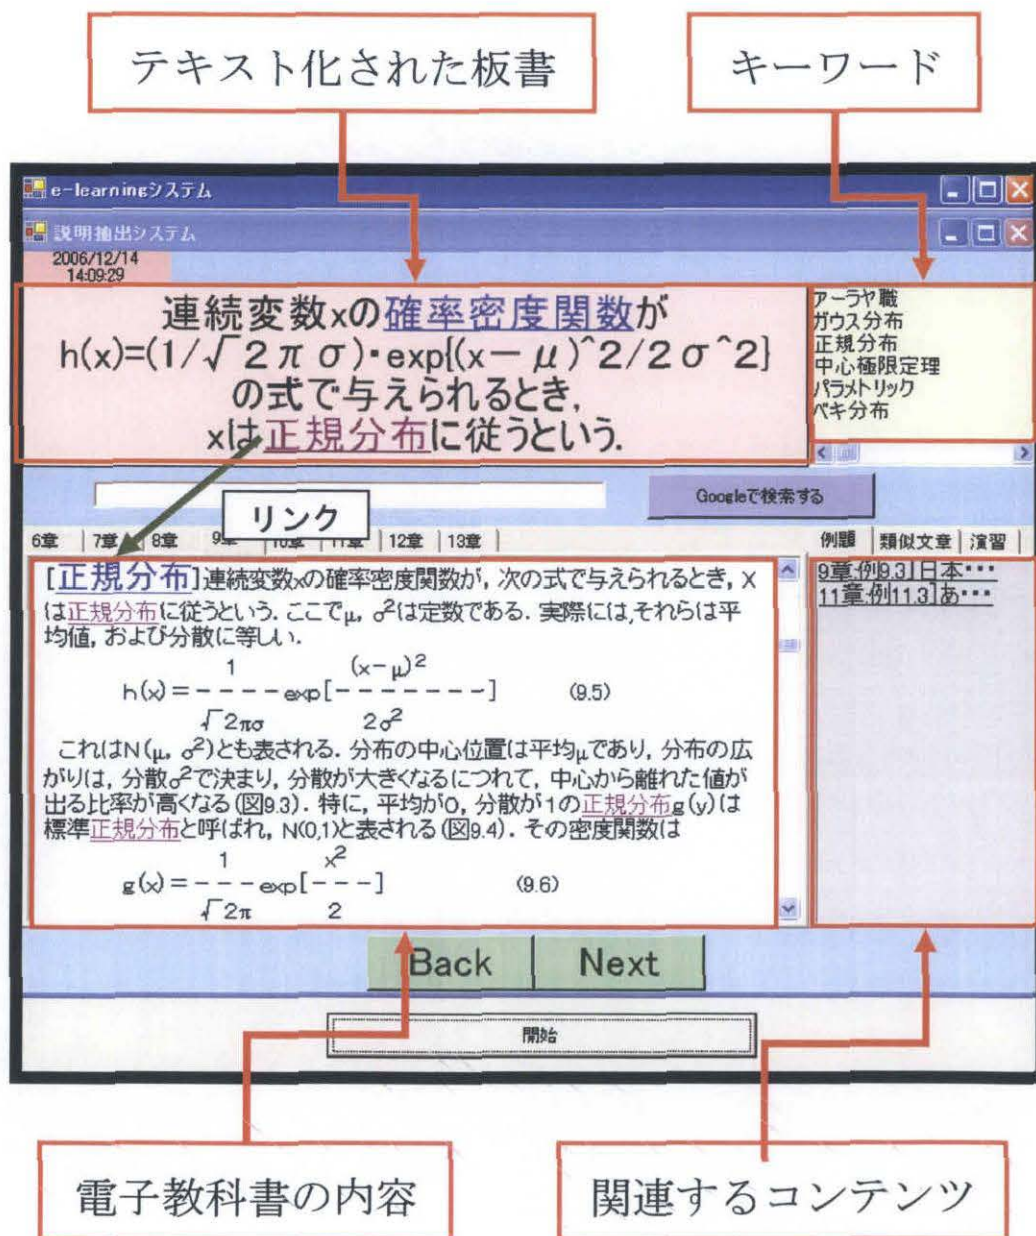 テキスト化された板書
キーワード
e-learningシステム
説明抽出システム
2006/12/14
14:09:29
連続変数xの確率密度関数が
h(x)=(1/√2πσ)・exp{(x－μ)^2/2σ^2}
の式で与えられるとき,
xは正規分布に従うという.
アーラヤ職
ガウス分布
正規分布
中心極限定理
パラメトリック
ベキ分布
Googleで検索する
リンク
6章 7章 8章 9章 10章 11章 12章 13章
例題 類似文章 演習
[正規分布]連続変数xの確率密度関数が, 次の式で与えられるとき, x
は正規分布に従うという. ここでμ, σ²は定数である. 実際には,それらは平
均値, および分散に等しい.
1 (x-μ)2
h(x)=- - - -exp[- - - - - - - -] (9.5)
√2πσ 2σ2
これはN(μ, σ²)とも表される. 分布の中心位置は平均μであり, 分布の広
がりは, 分散σ²で決まり, 分散が大きくなるにつれて, 中心から離れた値が
出る比率が高くなる(図9.3). 特に, 平均が0, 分散が1の正規分布g(y)は
標準正規分布と呼ばれ, N(0,1)と表される(図9.4). その密度関数は
1 x2
g(x)=- - - -exp[- - - -] (9.6)
√2π 2
9章.例9.3]日本・・・
11章.例11.3]あ・・・
Back Next
開始
電子教科書の内容
関連するコンテンツ